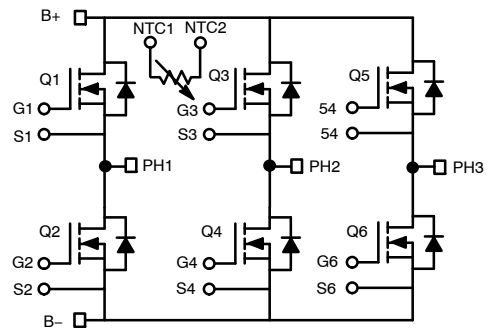 B+
NTC1 NTC2
Q1
Q3
Q5
G1
G3
54
S1
S3
54
PH1
PH2
PH3
Q2
Q4
Q6
G2
G4
G6
S2
S4
S6
B−